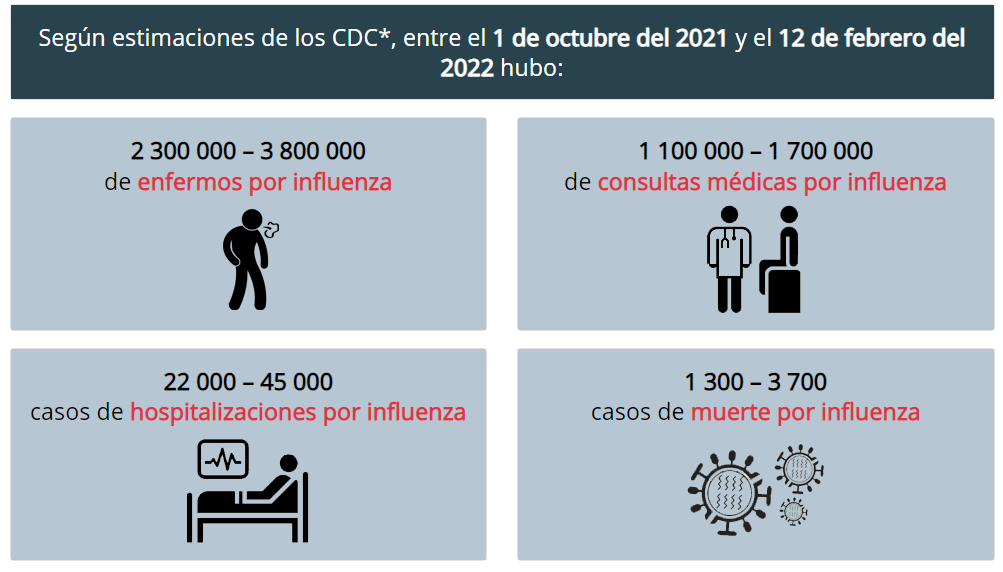 Según estimaciones de los CDC*, entre el 1 de octubre del 2021 y el 12 de febrero del
2022 hubo:
2 300 000 – 3 800 000
de enfermos por influenza
1 100 000 – 1 700 000
de consultas médicas por influenza
22 000 – 45 000
casos de hospitalizaciones por influenza
1 300 – 3 700
casos de muerte por influenza